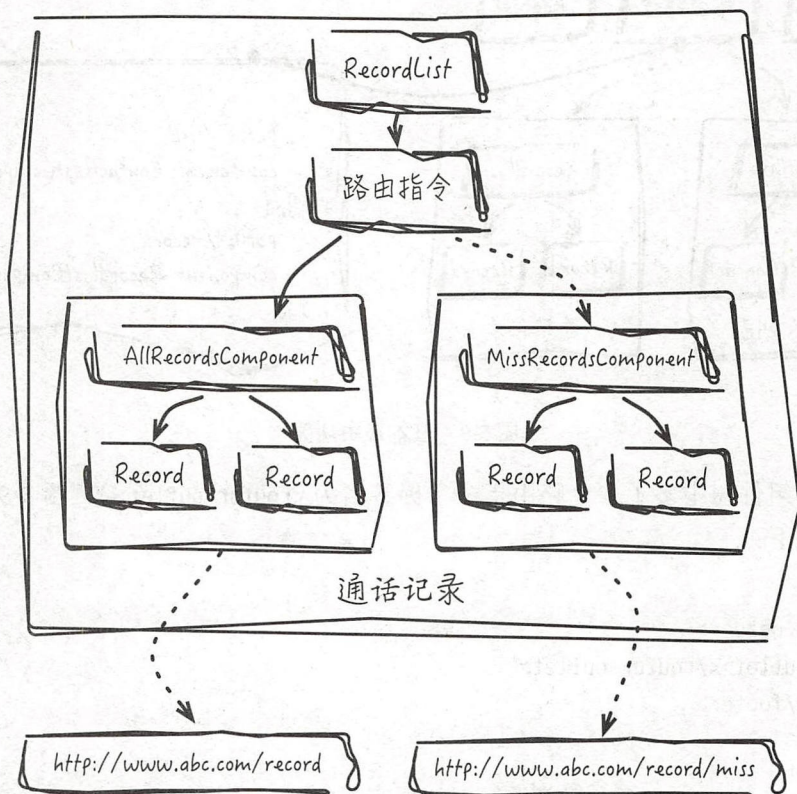 RecordList
路由指令
AllRecordsComponent
MissRecordsComponent
Record
Record
Record
Record
通话记录
http://www.abc.com/record
http://www.abc.com/record/miss